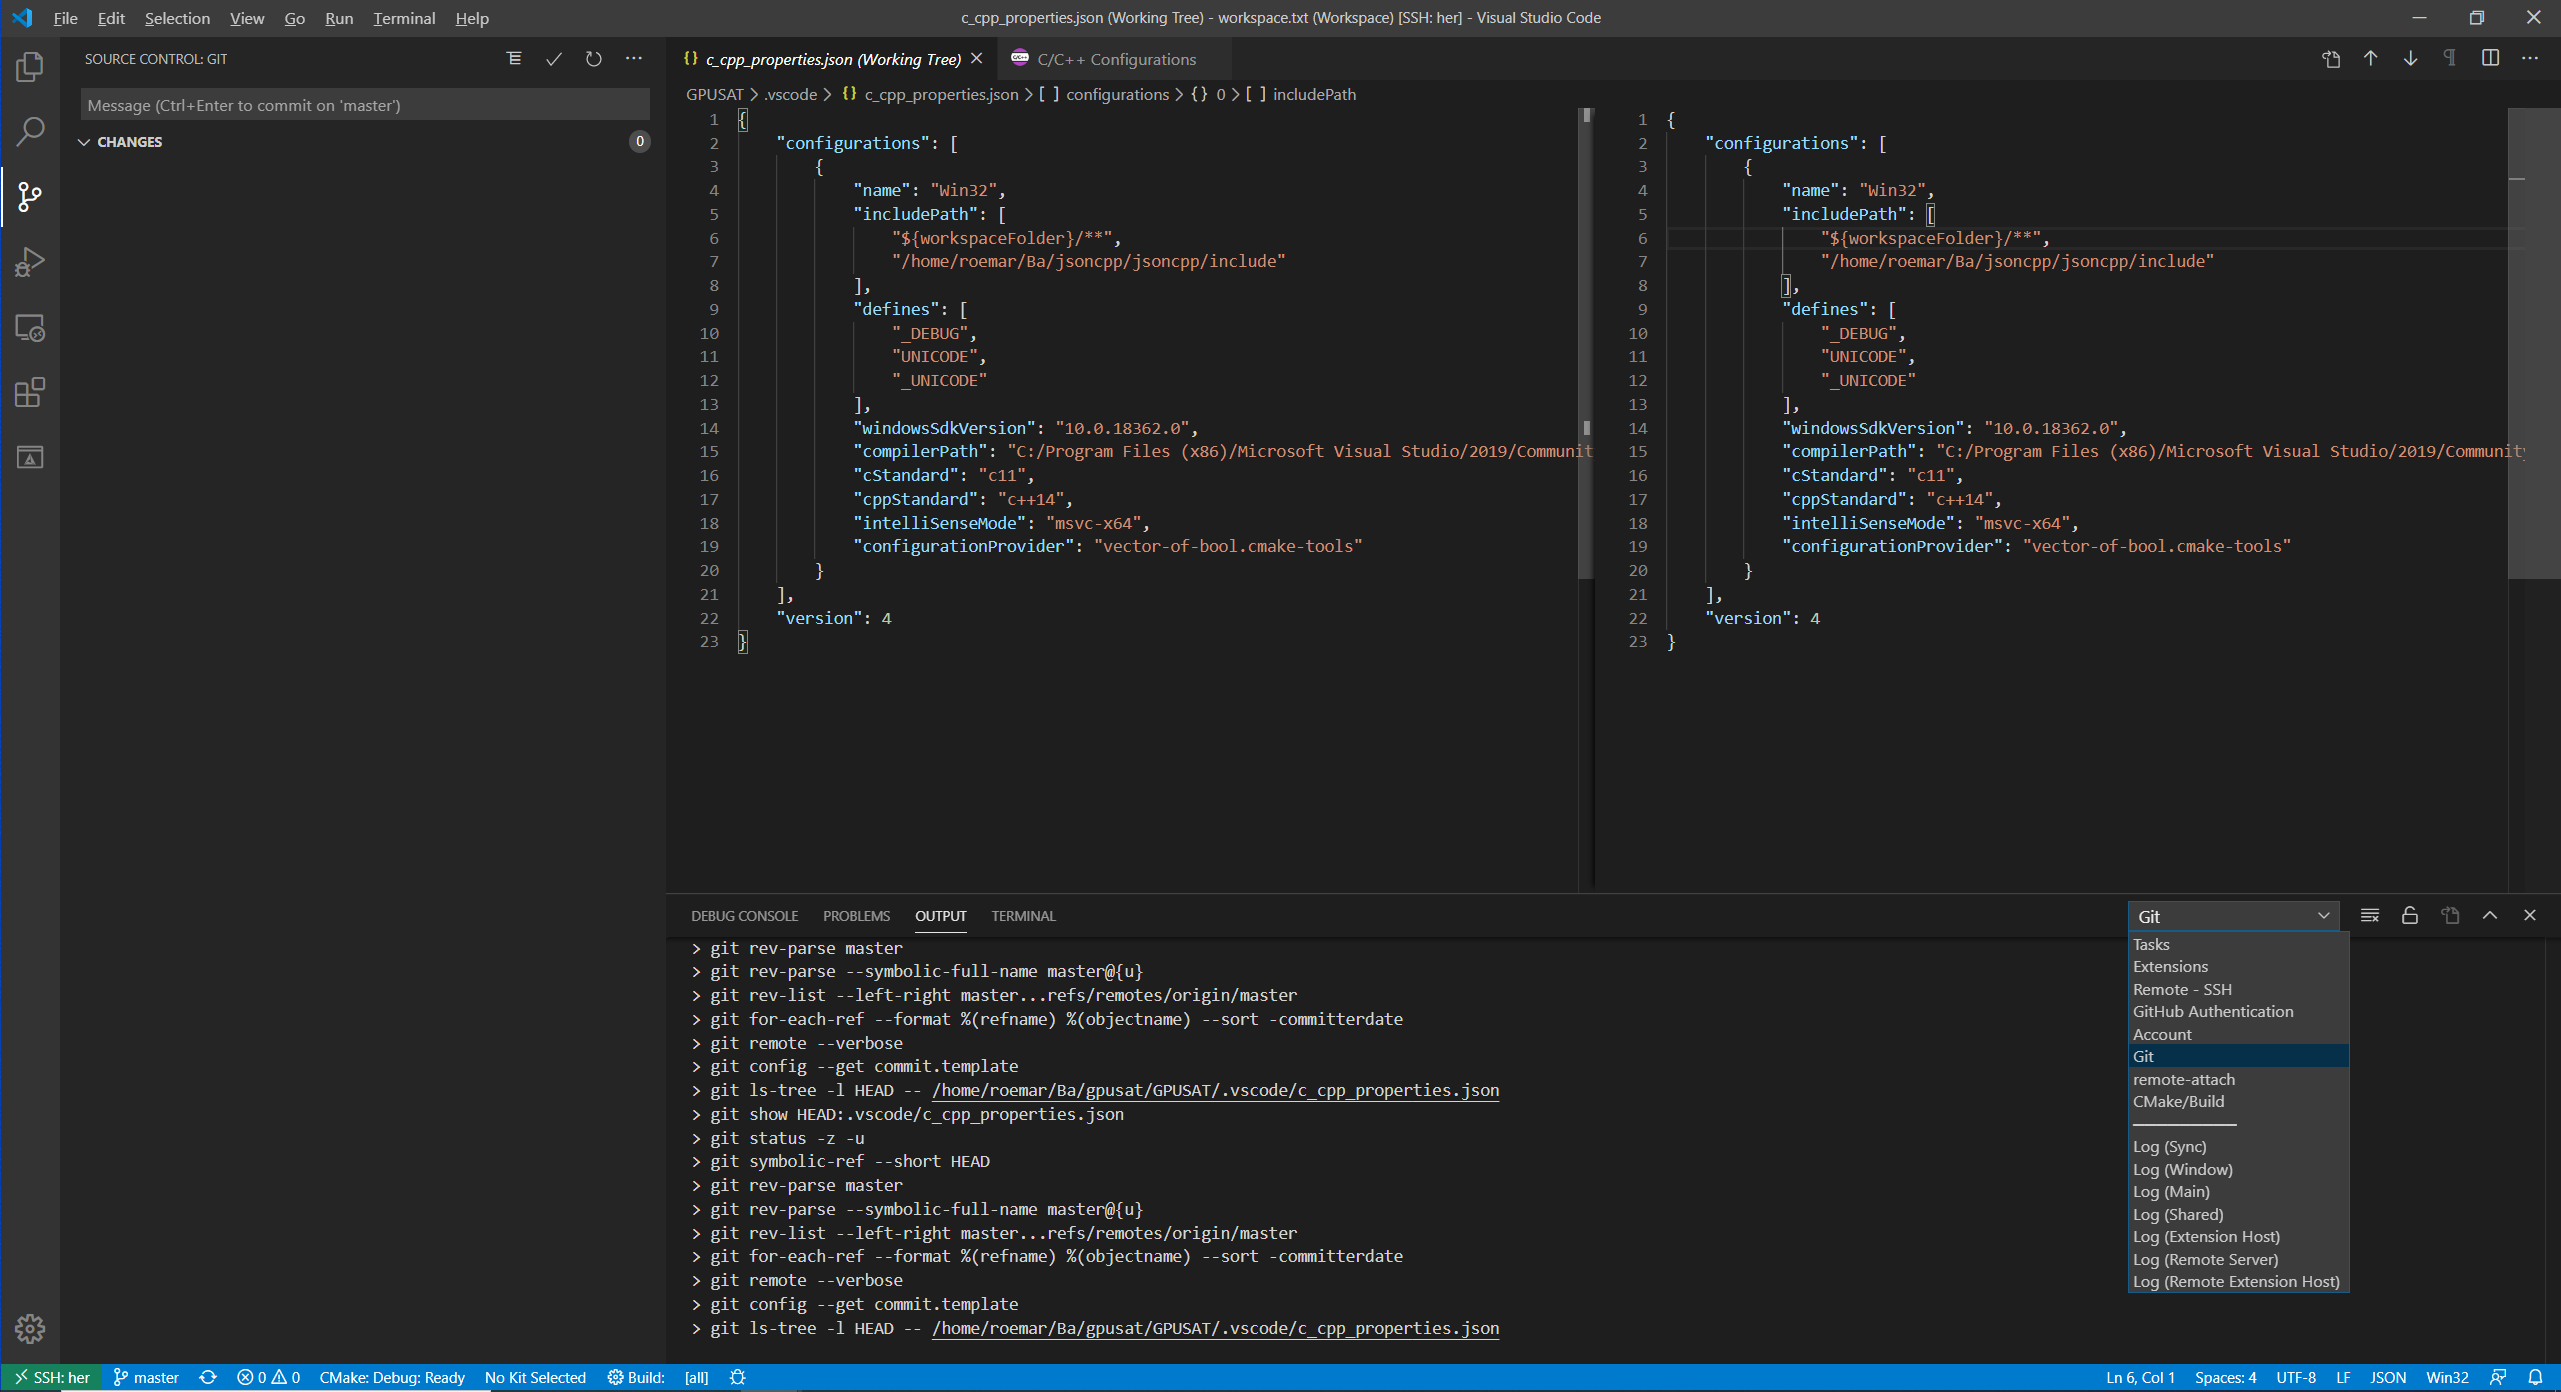 File Edit Selection View Go Run Terminal Help
c_cpp_properties.json (Working Tree) - workspace.txt (Workspace) [SSH: her] - Visual Studio Code
SOURCE CONTROL: GIT
Message (Ctrl+Enter to commit on 'master')
CHANGES
0
{} c_cpp_properties.json (Working Tree)
C/C++ Configurations
GPUSAT > .vscode > {} c_cpp_properties.json > [ ] configurations > {} 0 > [ ] includePath
1 {
2 "configurations": [
3 {
4 "name": "Win32",
5 "includePath": [
6 "${workspaceFolder}/**",
7 "/home/roemar/Ba/jsoncpp/jsoncpp/include"
8 ],
9 "defines": [
10 "_DEBUG",
11 "UNICODE",
12 "_UNICODE"
13 ],
14 "windowsSdkVersion": "10.0.18362.0",
15 "compilerPath": "C:/Program Files (x86)/Microsoft Visual Studio/2019/Communit
16 "cStandard": "c11",
17 "cppStandard": "c++14",
18 "intelliSenseMode": "msvc-x64",
19 "configurationProvider": "vector-of-bool.cmake-tools"
20 }
21 ],
22 "version": 4
23 }
1 {
2 "configurations": [
3 {
4 "name": "Win32",
5 "includePath": [
6 "${workspaceFolder}/**",
7 "/home/roemar/Ba/jsoncpp/jsoncpp/include"
8 ],
9 "defines": [
10 "_DEBUG",
11 "UNICODE",
12 "_UNICODE"
13 ],
14 "windowsSdkVersion": "10.0.18362.0",
15 "compilerPath": "C:/Program Files (x86)/Microsoft Visual Studio/2019/Community
16 "cStandard": "c11",
17 "cppStandard": "c++14",
18 "intelliSenseMode": "msvc-x64",
19 "configurationProvider": "vector-of-bool.cmake-tools"
20 }
21 ],
22 "version": 4
23 }
DEBUG CONSOLE PROBLEMS OUTPUT TERMINAL
> git rev-parse master
> git rev-parse --symbolic-full-name master@{u}
> git rev-list --left-right master...refs/remotes/origin/master
> git for-each-ref --format %(refname) %(objectname) --sort -committerdate
> git remote --verbose
> git config --get commit.template
> git ls-tree -l HEAD -- /home/roemar/Ba/gpusat/GPUSAT/.vscode/c_cpp_properties.json
> git show HEAD:.vscode/c_cpp_properties.json
> git status -z -u
> git symbolic-ref --short HEAD
> git rev-parse master
> git rev-parse --symbolic-full-name master@{u}
> git rev-list --left-right master...refs/remotes/origin/master
> git for-each-ref --format %(refname) %(objectname) --sort -committerdate
> git remote --verbose
> git config --get commit.template
> git ls-tree -l HEAD -- /home/roemar/Ba/gpusat/GPUSAT/.vscode/c_cpp_properties.json
Git
Tasks
Extensions
Remote - SSH
GitHub Authentication
Account
Git
remote-attach
CMake/Build
Log (Sync)
Log (Window)
Log (Main)
Log (Shared)
Log (Extension Host)
Log (Remote Server)
Log (Remote Extension Host)
SSH: her master 0 0 CMake: Debug: Ready No Kit Selected Build: [all]
Ln 6, Col 1 Spaces: 4 UTF-8 LF JSON Win32